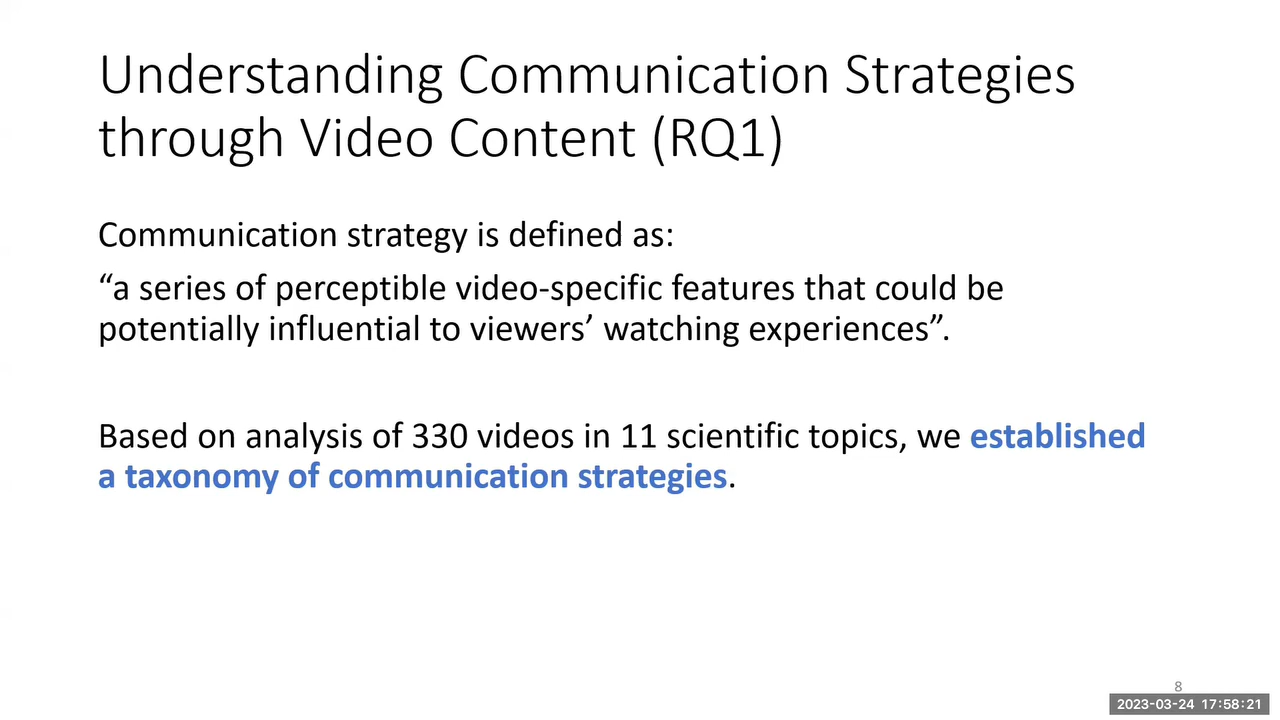 Understanding Communication Strategies
through Video Content (RQ1)
Communication strategy is defined as:
“a series of perceptible video-specific features that could be
potentially influential to viewers’ watching experiences”.
Based on analysis of 330 videos in 11 scientific topics, we established
a taxonomy of communication strategies.
8
2023-03-24 17:58:21